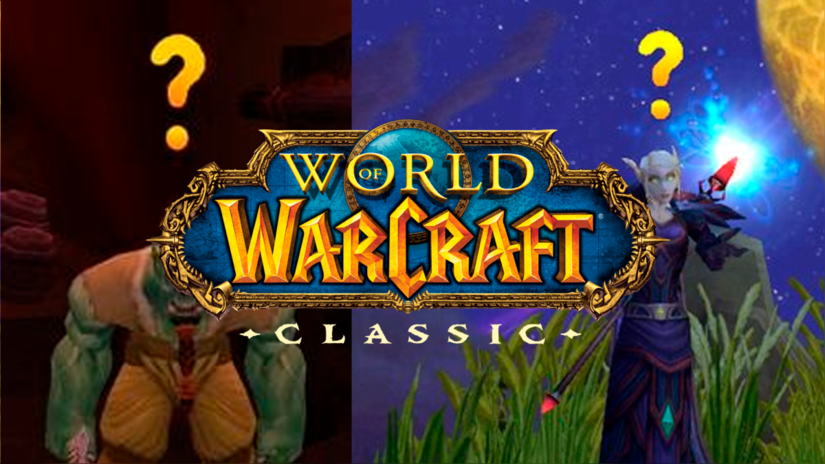 ?
?
WORLD OF
WARCRAFT
CLASSIC